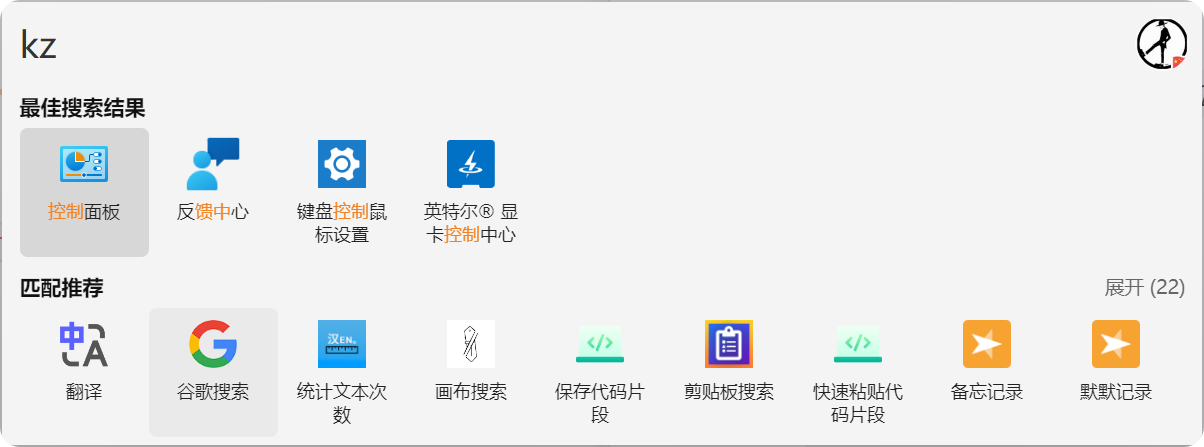 kz
最佳搜索结果
控制面板
反馈中心
键盘控制鼠
标设置
英特尔® 显
卡控制中心
匹配推荐
展开 (22)
翻译
谷歌搜索
统计文本次
数
画布搜索
保存代码片
段
剪贴板搜索
快速粘贴代
码片段
备忘记录
默默记录